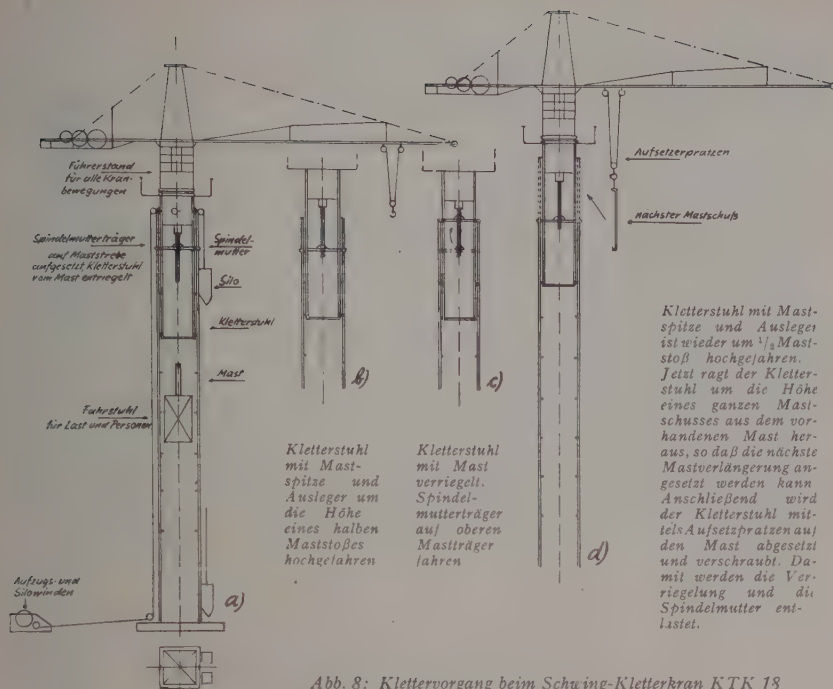 Führerstand
für alle Kran-
bewegungen
Spindelmutterträger
auf Maststrebe
aufgesetzt, Kletterstuhl
vom Mast entriegelt
Spindel-
mutter
Silo
Kletterstuhl
Mast
Fahrstuhl
für Last und Personen
Aufzugs- und
Silowinden
a)
b)
Kletterstuhl
mit Mast-
spitze und
Ausleger um
die Höhe
eines halben
Maststoßes
hochgefahren
c)
Kletterstuhl
mit Mast
verriegelt.
Spindel-
mutterträger
auf oberen
Mastträger
fahren
Aufsetzerpratzen
nächster Mastschuß
d)
Kletterstuhl mit Mast-
spitze und Ausleger
ist wieder um 1/2 Mast-
stoß hochgefahren.
Jetzt ragt der Kletter-
stuhl um die Höhe
eines ganzen Mast-
schusses aus dem vor-
handenen Mast her-
aus, so daß die nächste
Mastverlängerung an-
gesetzt werden kann
Anschließend wird
der Kletterstuhl mit-
tels Aufsetzpratzen auf
den Mast abgesetzt
und verschraubt. Da-
mit werden die Ver-
riegelung und die
Spindelmutter ent-
lastet.
Abb. 8: Klettervorgang beim Schwing-Kletterkran KTK 18